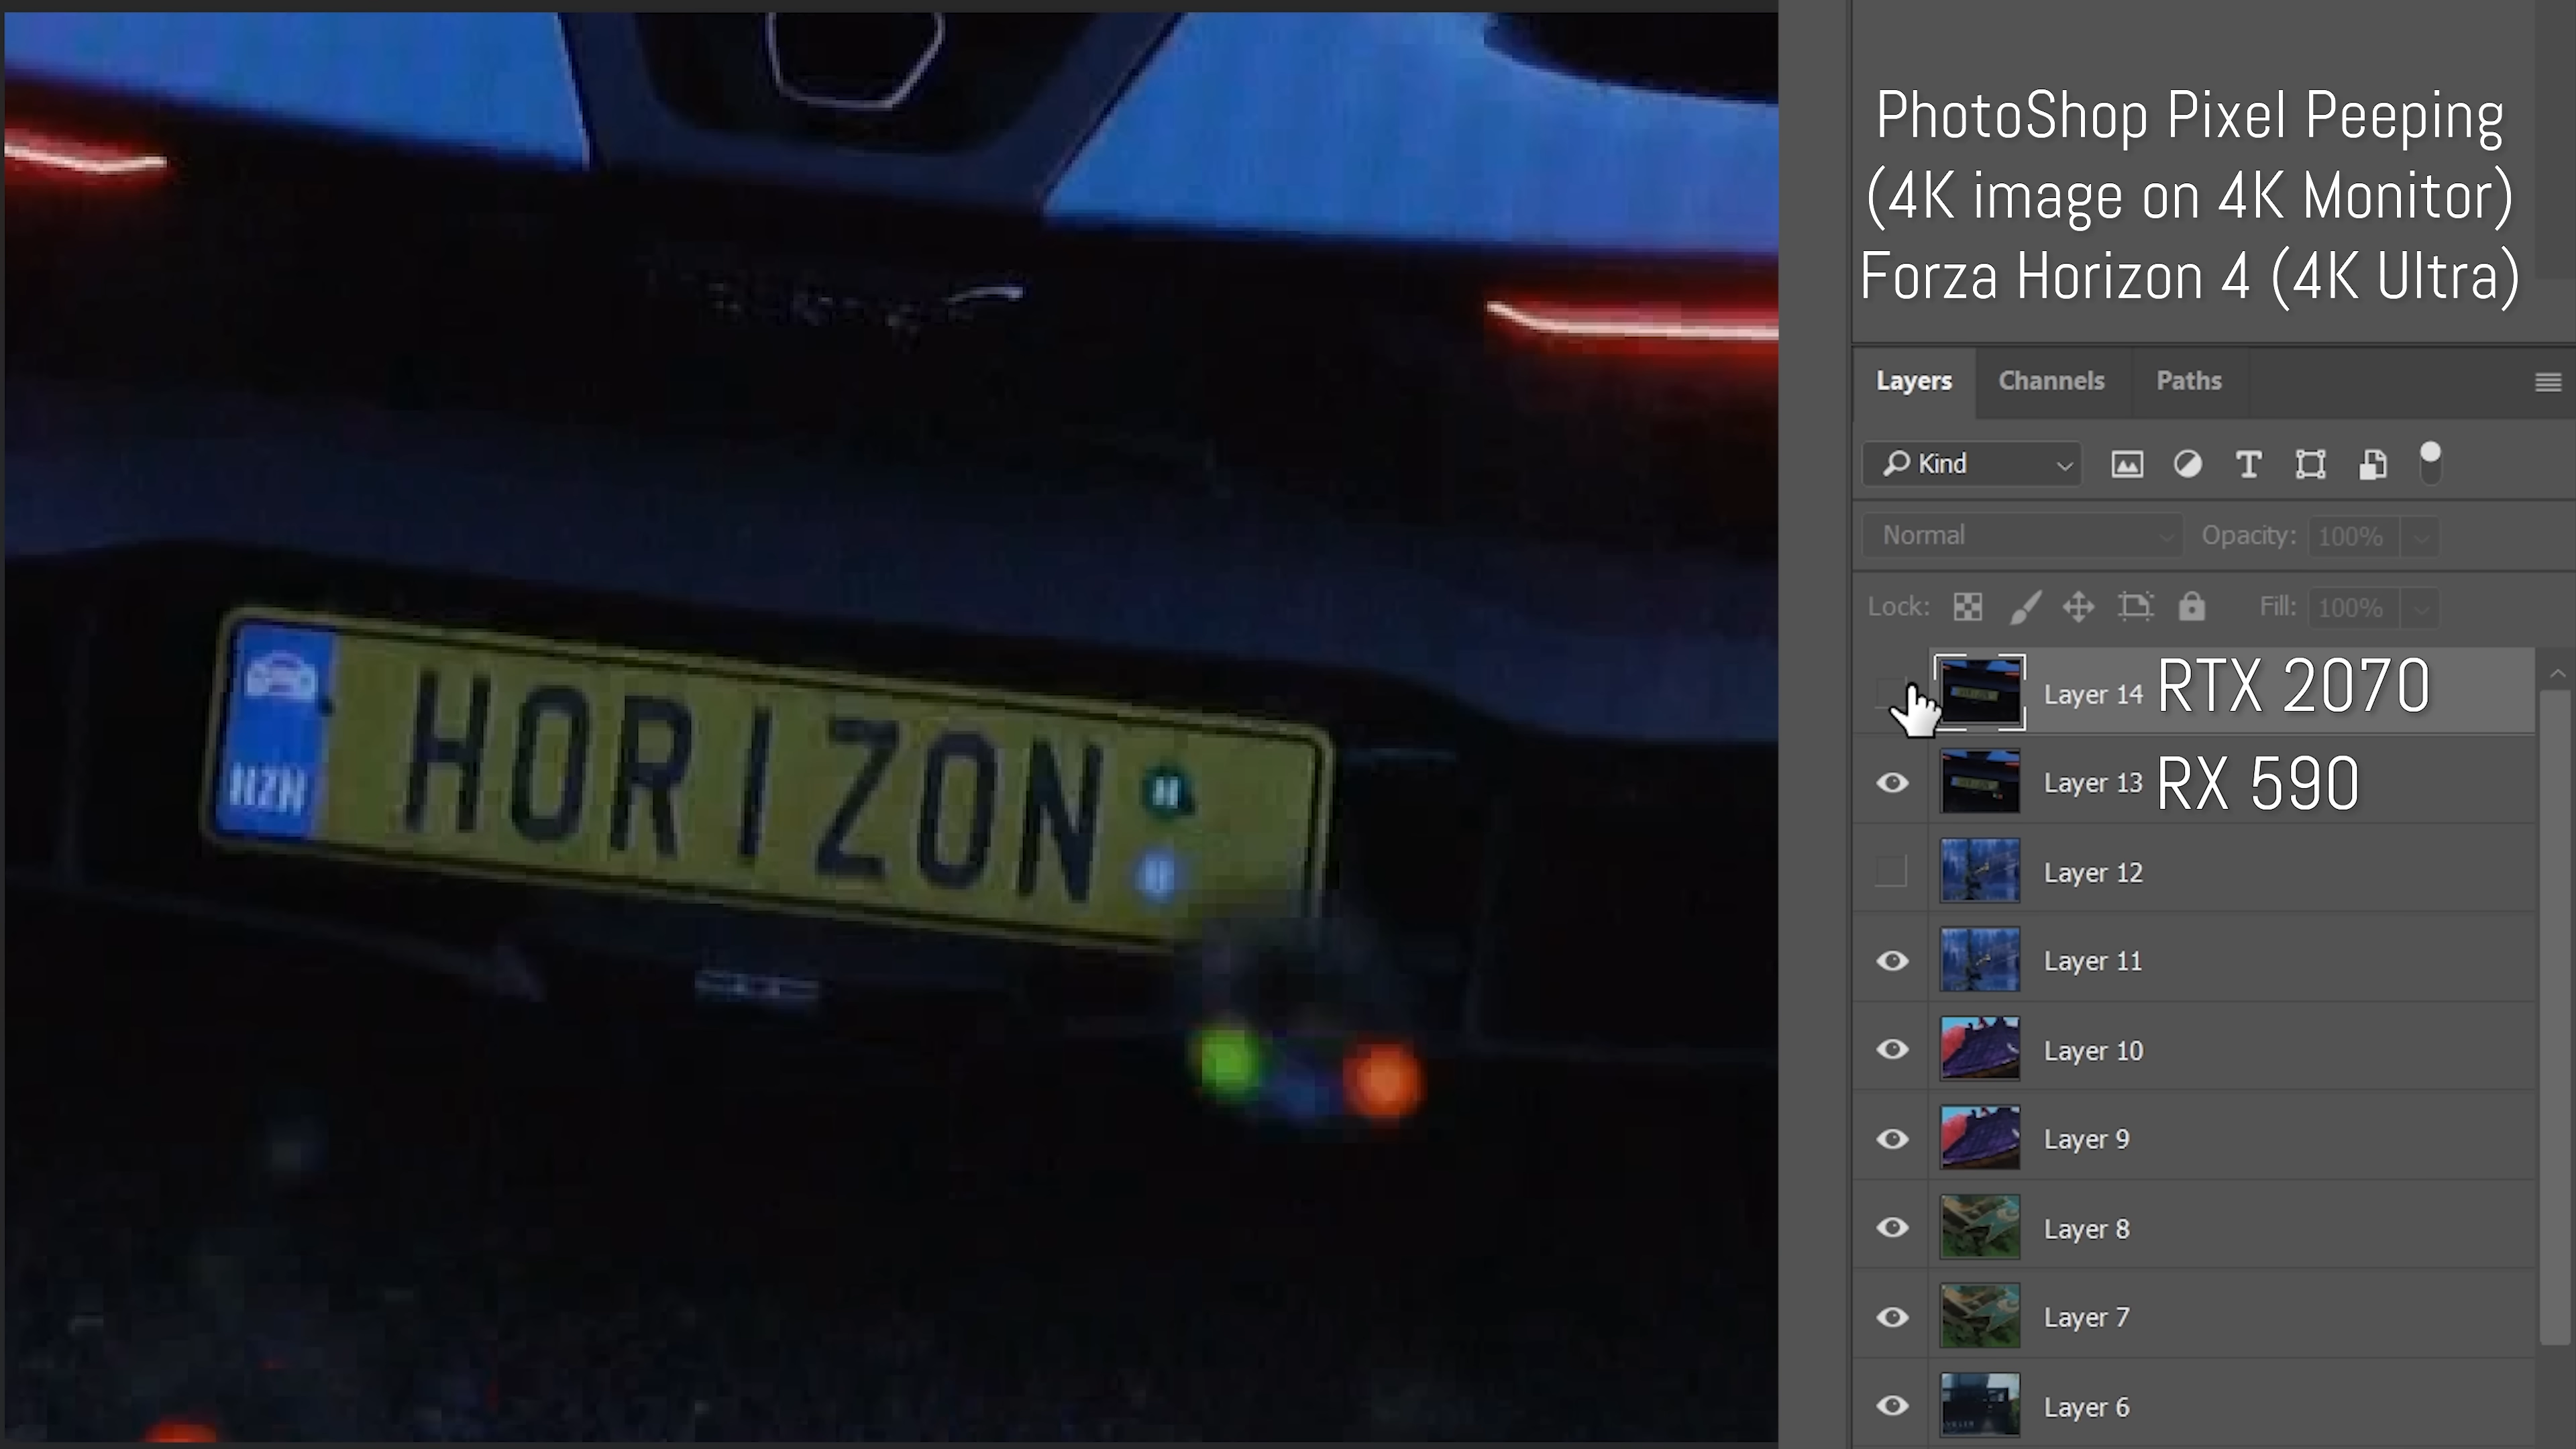 PhotoShop Pixel Peeping
(4K image on 4K Monitor)
Forza Horizon 4 (4K Ultra)
Layers Channels Paths
Kind
Normal Opacity: 100%
Lock: Fill: 100%
Layer 14 RTX 2070
Layer 13 RX 590
Layer 12
Layer 11
Layer 10
Layer 9
Layer 8
Layer 7
Layer 6
HORIZON
HZN